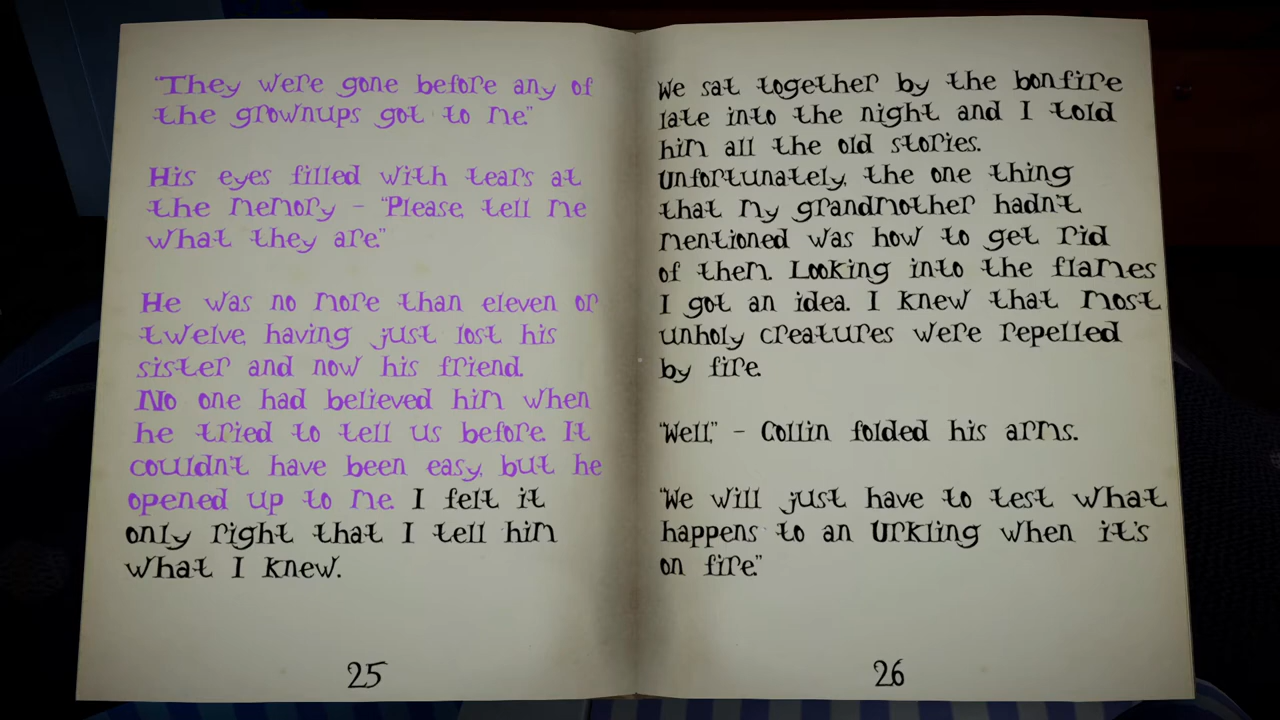 "They were gone before any of
the grownups got to me."
His eyes filled with tears at
the memory – "Please, tell me
what they are."
He was no more than eleven or
twelve, having just lost his
sister and now his friend.
No one had believed him when
he tried to tell us before. It
couldn't have been easy, but he
opened up to me. I felt it
only right that I tell him
what I knew.
25
We sat together by the bonfire
late into the night and I told
him all the old stories.
Unfortunately, the one thing
that my grandmother hadn't
mentioned was how to get rid
of them. Looking into the flames
I got an idea. I knew that most
unholy creatures were repelled
by fire.
"Well," – Collin folded his arms.
"We will just have to test what
happens to an Urkling when it's
on fire."
26